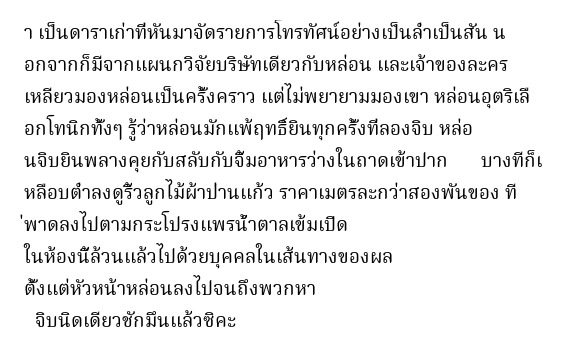 า เป็นดาราเก่าที่หันมาจัดรายการโทรทัศน์อย่างเป็นล่ำเป็นสัน น
อกจากก็มีจากแผนกวิจัยบริษัทเดียวกับหล่อน และเจ้าของละคร
เหลียวมองหล่อนเป็นครั้งคราว แต่ไม่พยายามมองเขา หล่อนอุตริเลื
อกโทนิกทั้งๆ รู้ว่าหล่อนมักแพ้ฤทธิ์ยินทุกครั้งที่ลองจิบ หล่อ
นจิบยินพลางคุยกับสลับกับจิ้มอาหารว่างในถาดเข้าปาก บางทีก็เ
หลือบต่ำลงดูริ้วลูกไม้ผ้าป่านแก้ว ราคาเมตรละกว่าสองพันของ ที
่พาดลงไปตามกระโปรงแพรน้ำตาลเข้มเปิด
ในห้องนี้ล้วนแล้วไปด้วยบุคคลในเส้นทางของผล
ตั้งแต่หัวหน้าหล่อนลงไปจนถึงพวกหา
จิบนิดเดียวชักมึนแล้วซิคะ